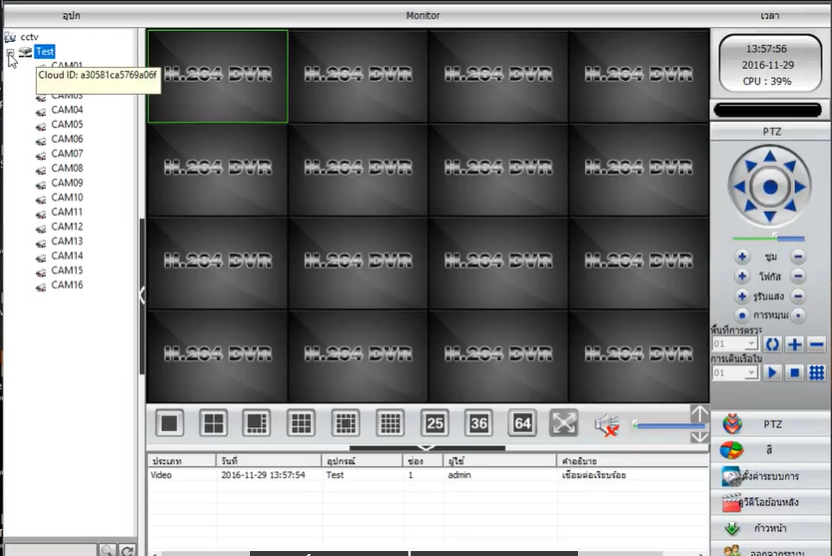 อุปก
Monitor
เวลา
cctv
Test
CAM01
Cloud ID: a30581ca5769a06f
CAM03
CAM04
CAM05
CAM06
CAM07
CAM08
CAM09
CAM10
CAM11
CAM12
CAM13
CAM14
CAM15
CAM16
H.264 DVR H.264 DVR H.264 DVR H.264 DVR
H.264 DVR H.264 DVR H.264 DVR H.264 DVR
H.264 DVR H.264 DVR H.264 DVR H.264 DVR
H.264 DVR H.264 DVR H.264 DVR H.264 DVR
13:57:56
2016-11-29
CPU : 39%
PTZ
ซูม
โฟกัส
รูรับแสง
การหมุน
พื้นที่การตรวจ
01
การเดินเรือใน
01
25 36 64
PTZ
สี
ตั้งค่าระบบการ
ดูวีดีโอย้อนหลัง
ก้าวหน้า
ออกจากระบบ
ประเภท วันที่ อุปกรณ์ ช่อง ผู้ใช้ คำอธิบาย
Video 2016-11-29 13:57:54 Test 1 admin เชื่อมต่อเรียบร้อย